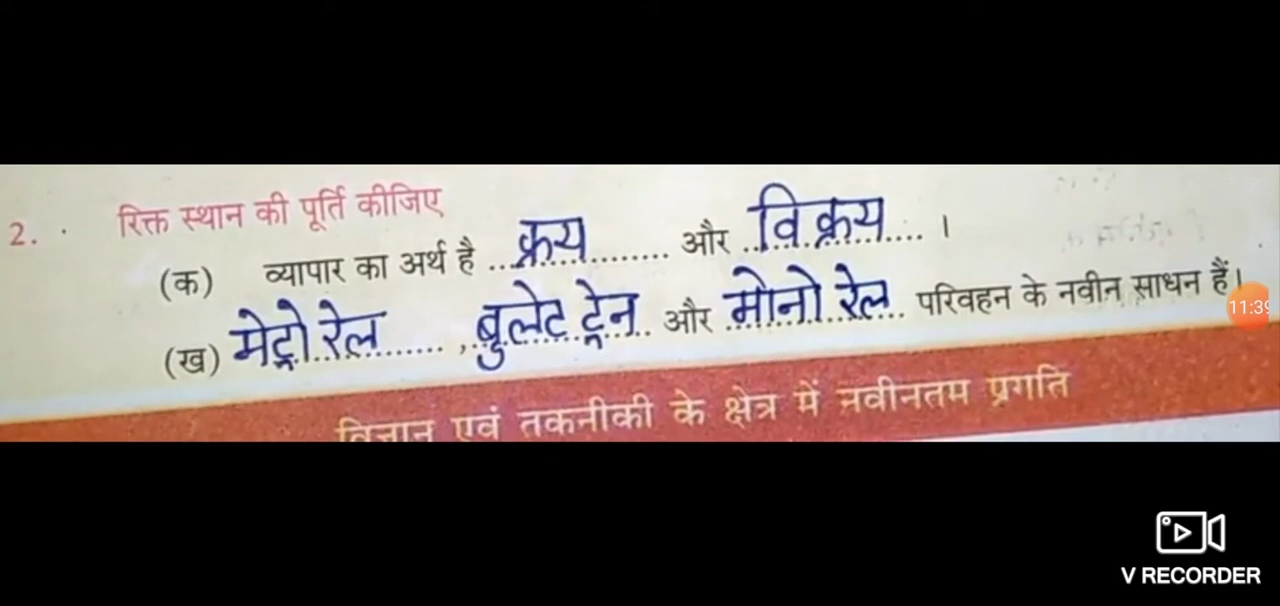 2. रिक्त स्थान की पूर्ति कीजिए
(क) व्यापार का अर्थ है ...क्रय... और ...विक्रय... ।
(ख) मेट्रो रेल ......, बुलेट ट्रेन .. और मोनो रेल .. परिवहन के नवीन साधन हैं।
11:39
विज्ञान एवं तकनीकी के क्षेत्र में नवीनतम प्रगति
V RECORDER